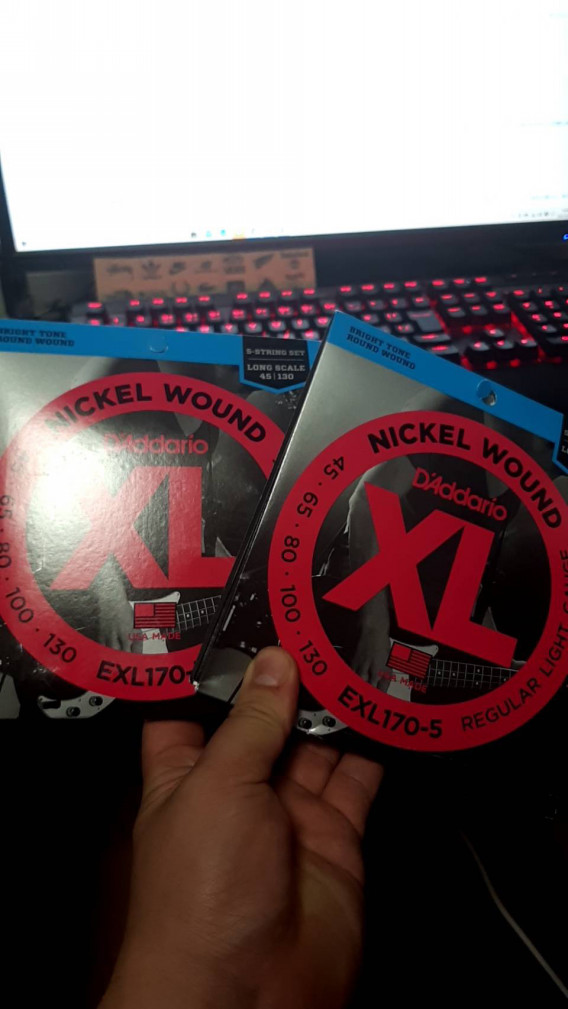 BRIGHT TONE
ROUND WOUND
5-STRING SET
LONG SCALE
45 | 130
NICKEL WOUND
D'Addario
XL
65 · 80 · 100 · 130
USA MADE
EXL170-
BRIGHT TONE
ROUND WOUND
NICKEL WOUND
D'Addario
XL
45 · 65 · 80 · 100 · 130
USA MADE
EXL170-5
REGULAR LIGHT GAUGE